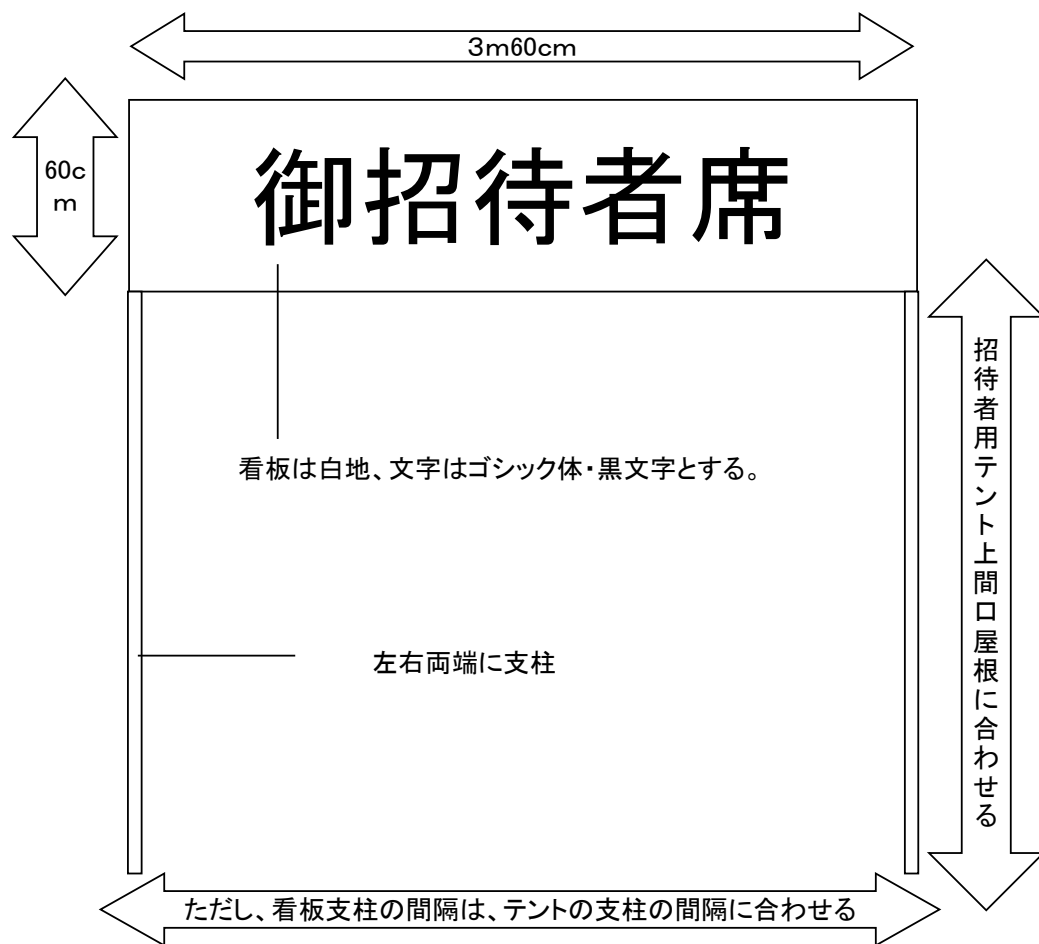 3m60cm
60c
m
御招待者席
看板は白地、文字はゴシック体・黒文字とする。
招待者用テント上間口屋根に合わせる
左右両端に支柱
ただし、看板支柱の間隔は、テントの支柱の間隔に合わせる